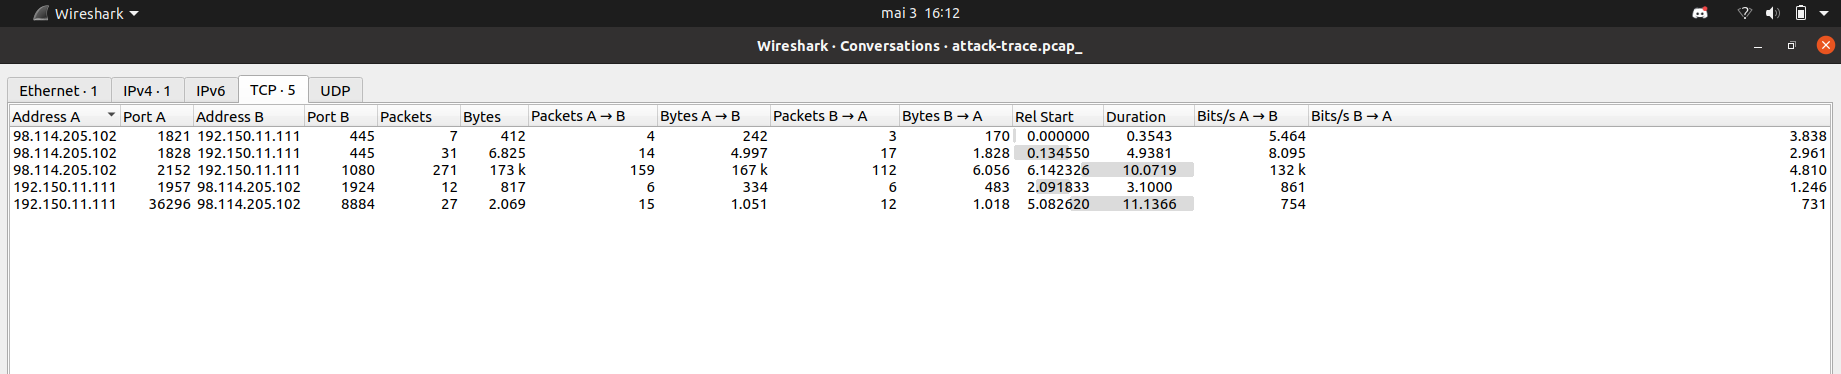 Wireshark mai 3 16:12
Wireshark · Conversations · attack-trace.pcap_
Ethernet · 1 IPv4 · 1 IPv6 TCP · 5 UDP
Address A Port A Address B Port B Packets Bytes Packets A → B Bytes A → B Packets B → A Bytes B → A Rel Start Duration Bits/s A → B Bits/s B → A
98.114.205.102 1821 192.150.11.111 445 7 412 4 242 3 170 0.000000 0.3543 5.464 3.838
98.114.205.102 1828 192.150.11.111 445 31 6.825 14 4.997 17 1.828 0.134550 4.9381 8.095 2.961
98.114.205.102 2152 192.150.11.111 1080 271 173 k 159 167 k 112 6.056 6.142326 10.0719 132 k 4.810
192.150.11.111 1957 98.114.205.102 1924 12 817 6 334 6 483 2.091833 3.1000 861 1.246
192.150.11.111 36296 98.114.205.102 8884 27 2.069 15 1.051 12 1.018 5.082620 11.1366 754 731